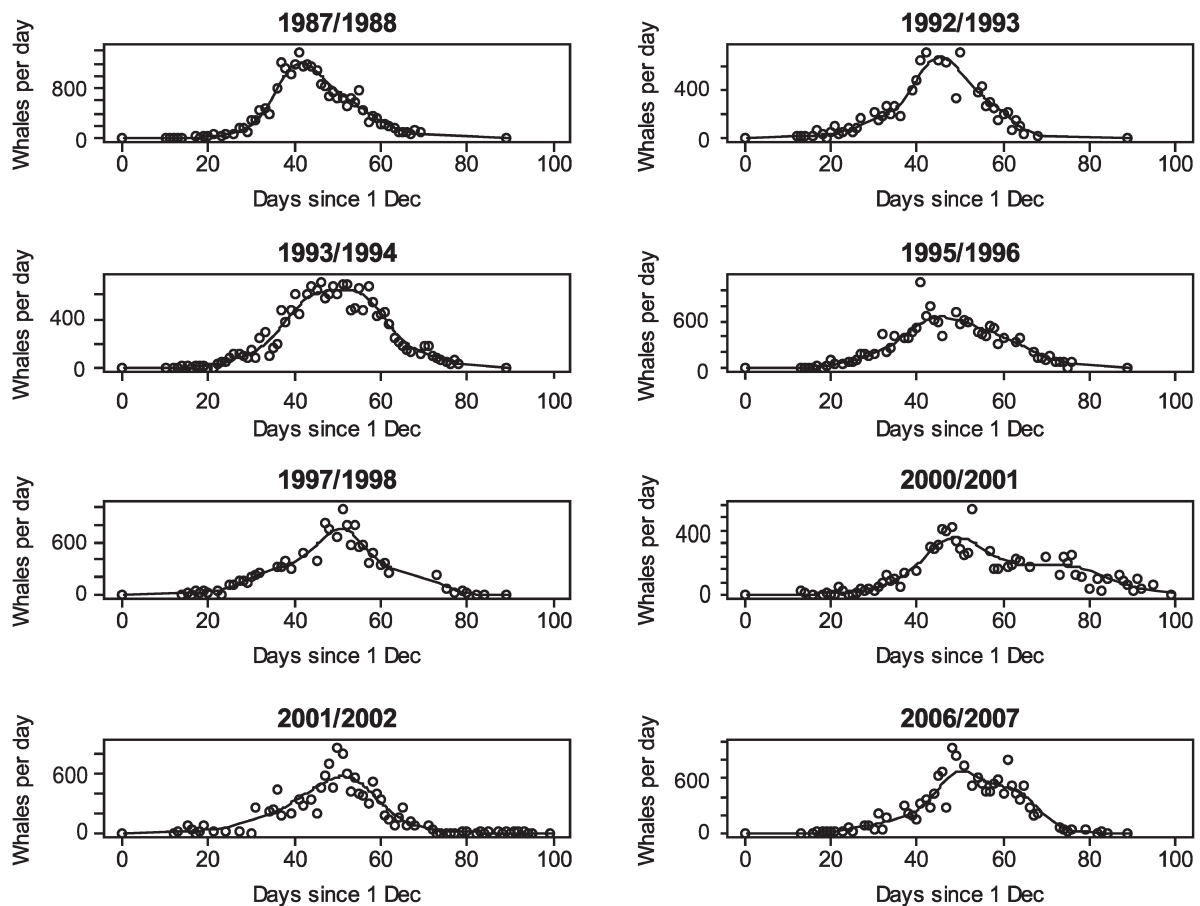 1987/1988
Whales per day
800
0
0 20 40 60 80 100
Days since 1 Dec
1992/1993
Whales per day
400
0
0 20 40 60 80 100
Days since 1 Dec
1993/1994
Whales per day
400
0
0 20 40 60 80 100
Days since 1 Dec
1995/1996
Whales per day
600
0
0 20 40 60 80 100
Days since 1 Dec
1997/1998
Whales per day
600
0
0 20 40 60 80 100
Days since 1 Dec
2000/2001
Whales per day
400
0
0 20 40 60 80 100
Days since 1 Dec
2001/2002
Whales per day
600
0
0 20 40 60 80 100
Days since 1 Dec
2006/2007
Whales per day
600
0
0 20 40 60 80 100
Days since 1 Dec